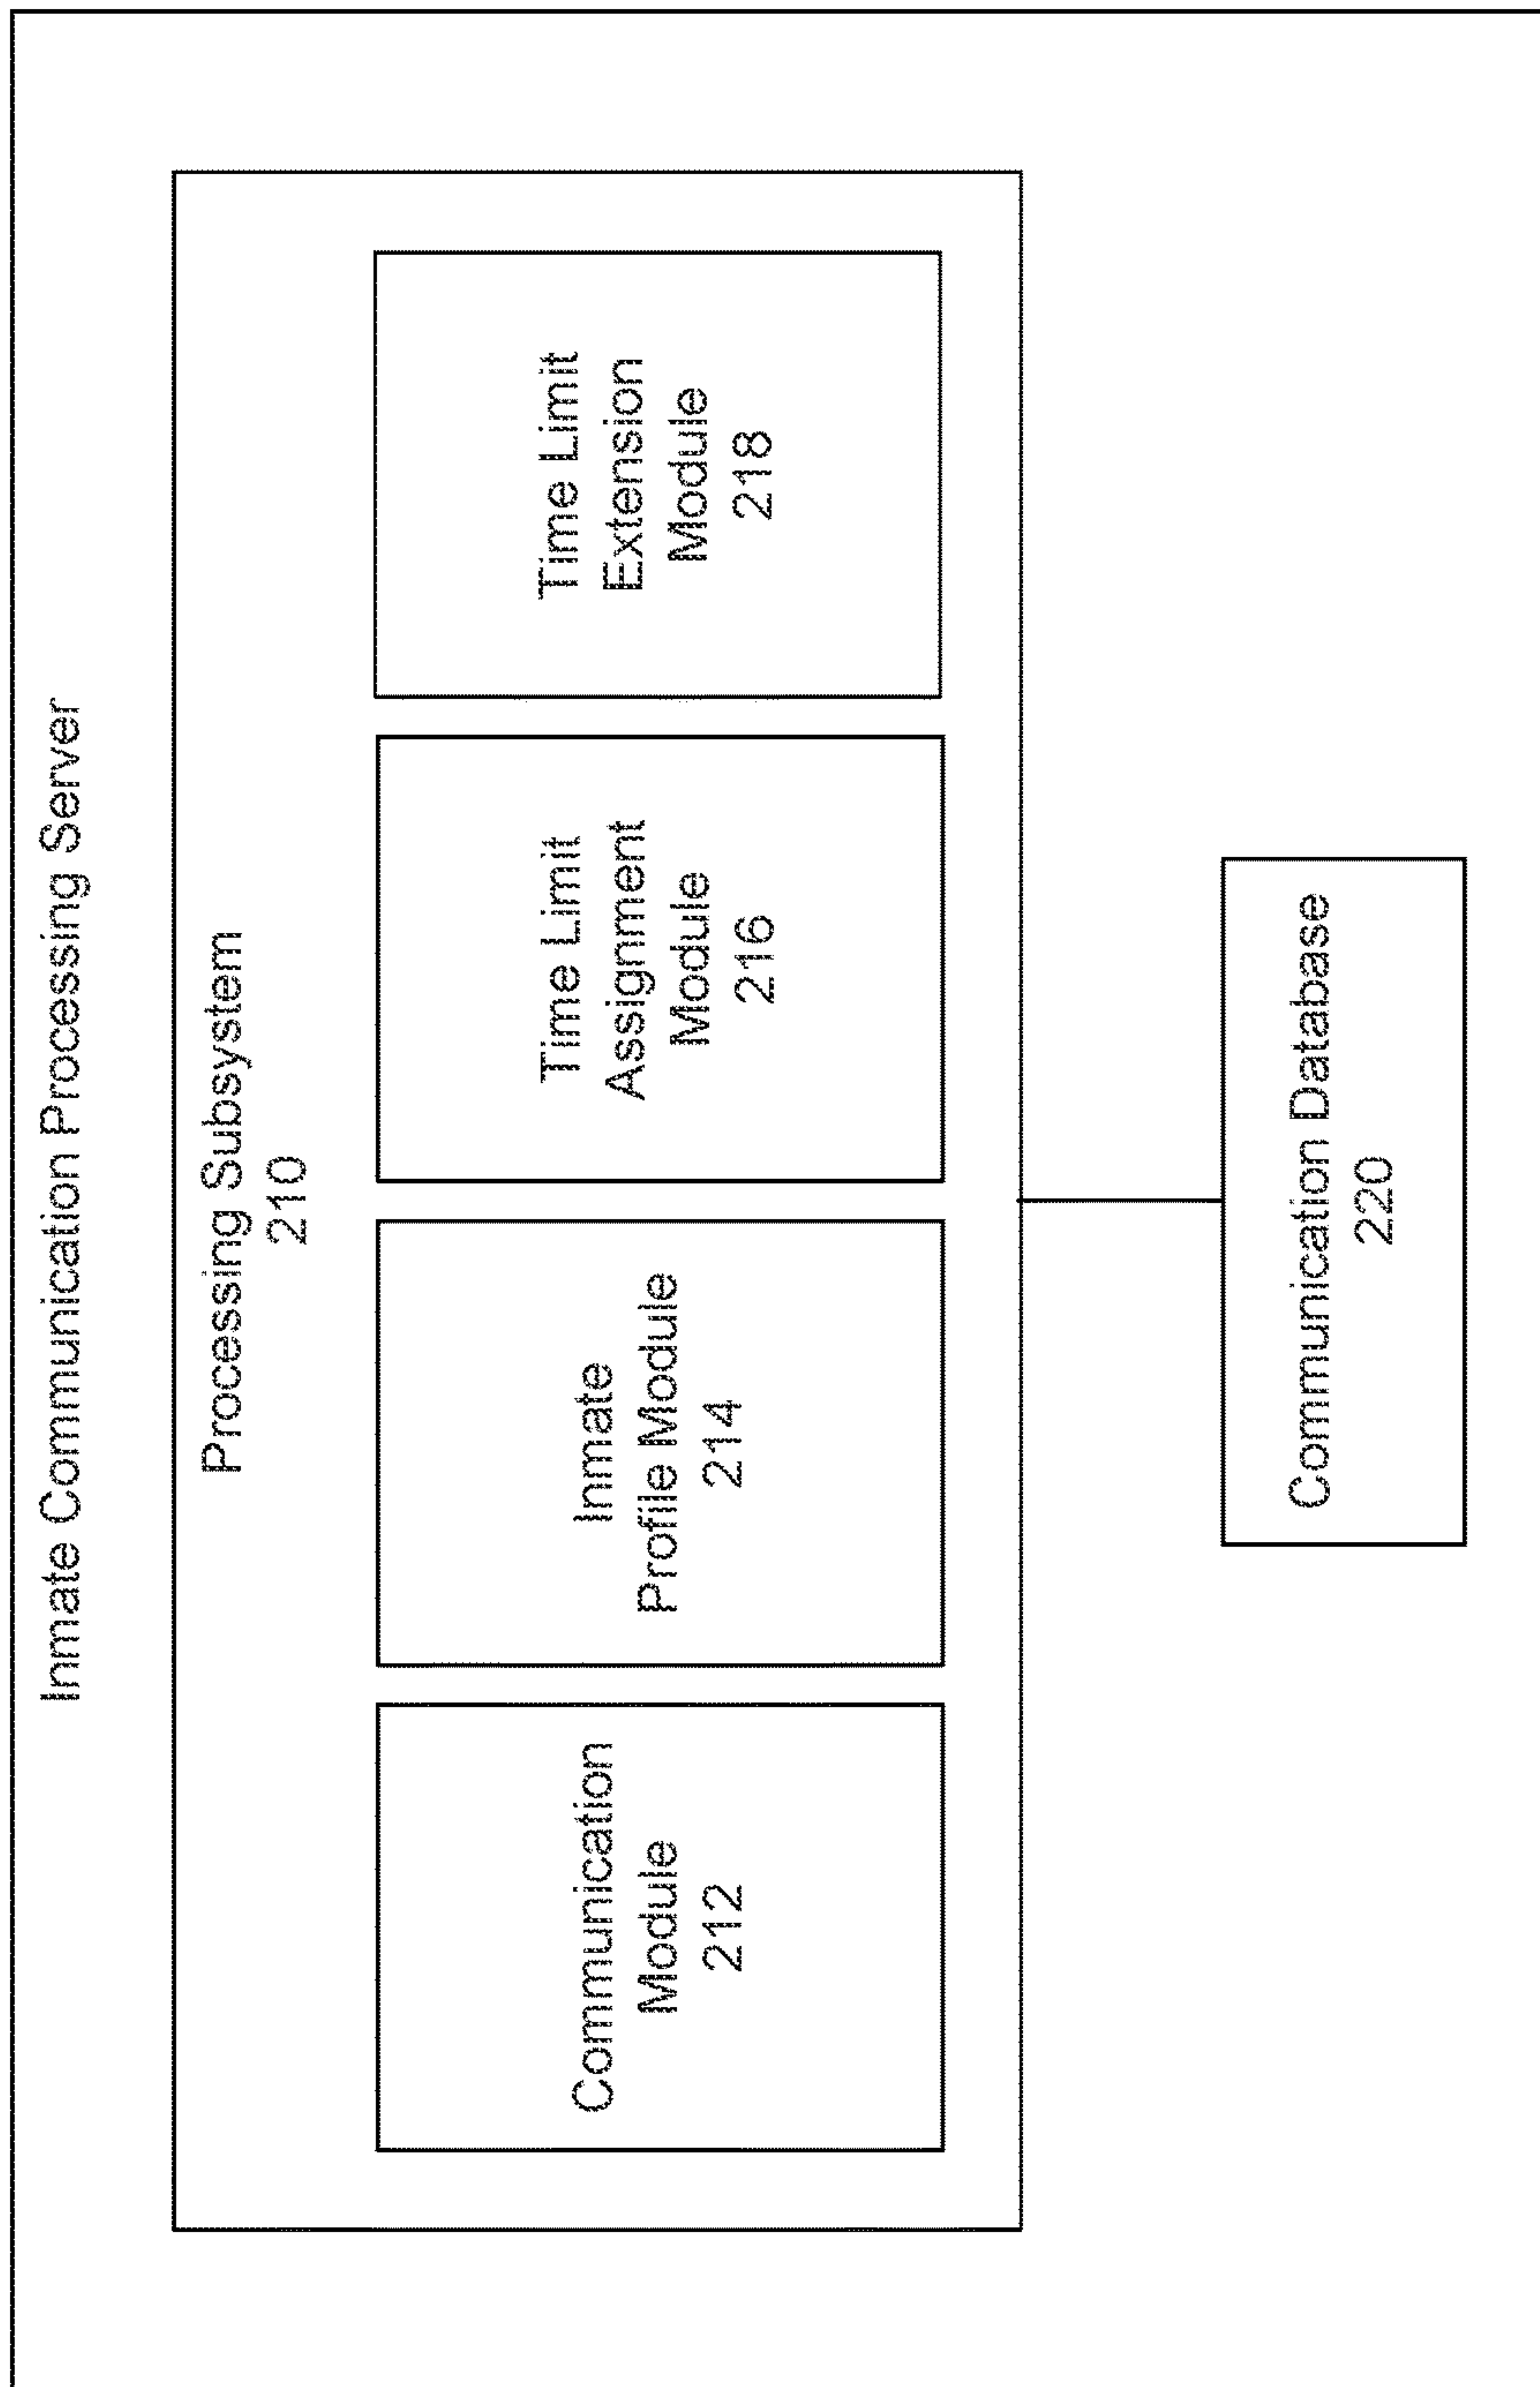 Inmate Communication Processing Server
Processing Subsystem
210
Communication
Module
212
Inmate
Profile Module
214
Time Limit
Assignment
Module
216
Time Limit
Extension
Module
218
Communication Database
220